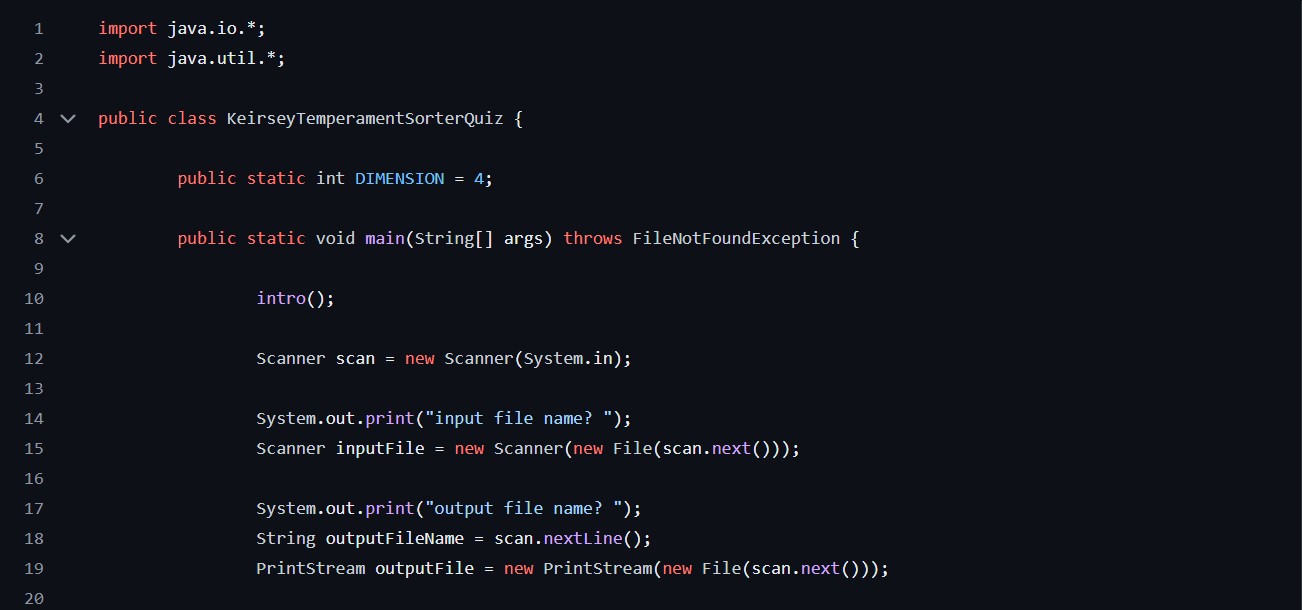 1 import java.io.*;
2 import java.util.*;
3
4 public class KeirseyTemperamentSorterQuiz {
5
6 public static int DIMENSION = 4;
7
8 public static void main(String[] args) throws FileNotFoundException {
9
10 intro();
11
12 Scanner scan = new Scanner(System.in);
13
14 System.out.print("input file name? ");
15 Scanner inputFile = new Scanner(new File(scan.next()));
16
17 System.out.print("output file name? ");
18 String outputFileName = scan.nextLine();
19 PrintStream outputFile = new PrintStream(new File(scan.next()));
20